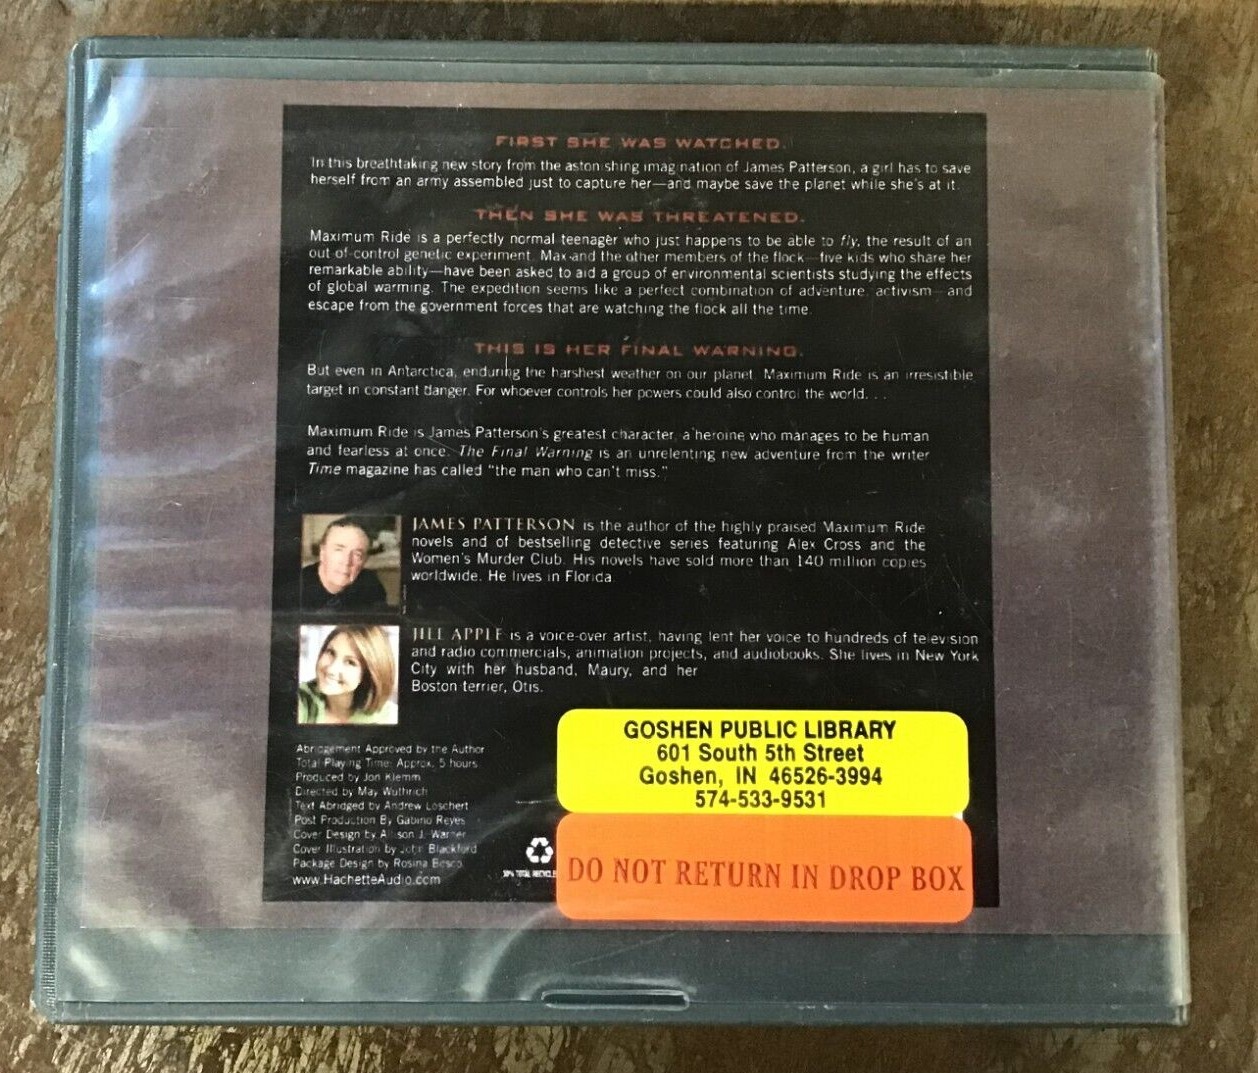 FIRST SHE WAS WATCHED.
In this breathtaking new story from the astonishing imagination of James Patterson, a girl has to save
herself from an army assembled just to capture her—and maybe save the planet while she's at it.
THEN SHE WAS THREATENED.
Maximum Ride is a perfectly normal teenager who just happens to be able to fly, the result of an
out-of-control genetic experiment. Max and the other members of the flock—five kids who share her
remarkable ability—have been asked to aid a group of environmental scientists studying the effects
of global warming. The expedition seems like a perfect combination of adventure, activism—and
escape from the government forces that are watching the flock all the time.
THIS IS HER FINAL WARNING.
But even in Antarctica, enduring the harshest weather on our planet, Maximum Ride is an irresistible
target in constant danger. For whoever controls her powers could also control the world. . .
Maximum Ride is James Patterson's greatest character, a heroine who manages to be human
and fearless at once. The Final Warning is an unrelenting new adventure from the writer
Time magazine has called "the man who can't miss."
JAMES PATTERSON is the author of the highly praised Maximum Ride
novels and of bestselling detective series featuring Alex Cross and the
Women's Murder Club. His novels have sold more than 140 million copies
worldwide. He lives in Florida.
JILL APPLE is a voice-over artist, having lent her voice to hundreds of television
and radio commercials, animation projects, and audiobooks. She lives in New York
City with her husband, Maury, and her
Boston terrier, Otis.
Abridgement Approved by the Author
Total Playing Time: Approx. 5 hours
Produced by Jon Klemm
Directed by May Wuthrich
Text Abridged by Andrew Loschert
Post Production By Gabino Reyes
Cover Design by Allison J. Warner
Cover Illustration by John Blackford
Package Design by Rosina
www.HachetteAudio.com
GOSHEN PUBLIC LIBRARY
601 South 5th Street
Goshen, IN 46526-3994
574-533-9531
DO NOT RETURN IN DROP BOX